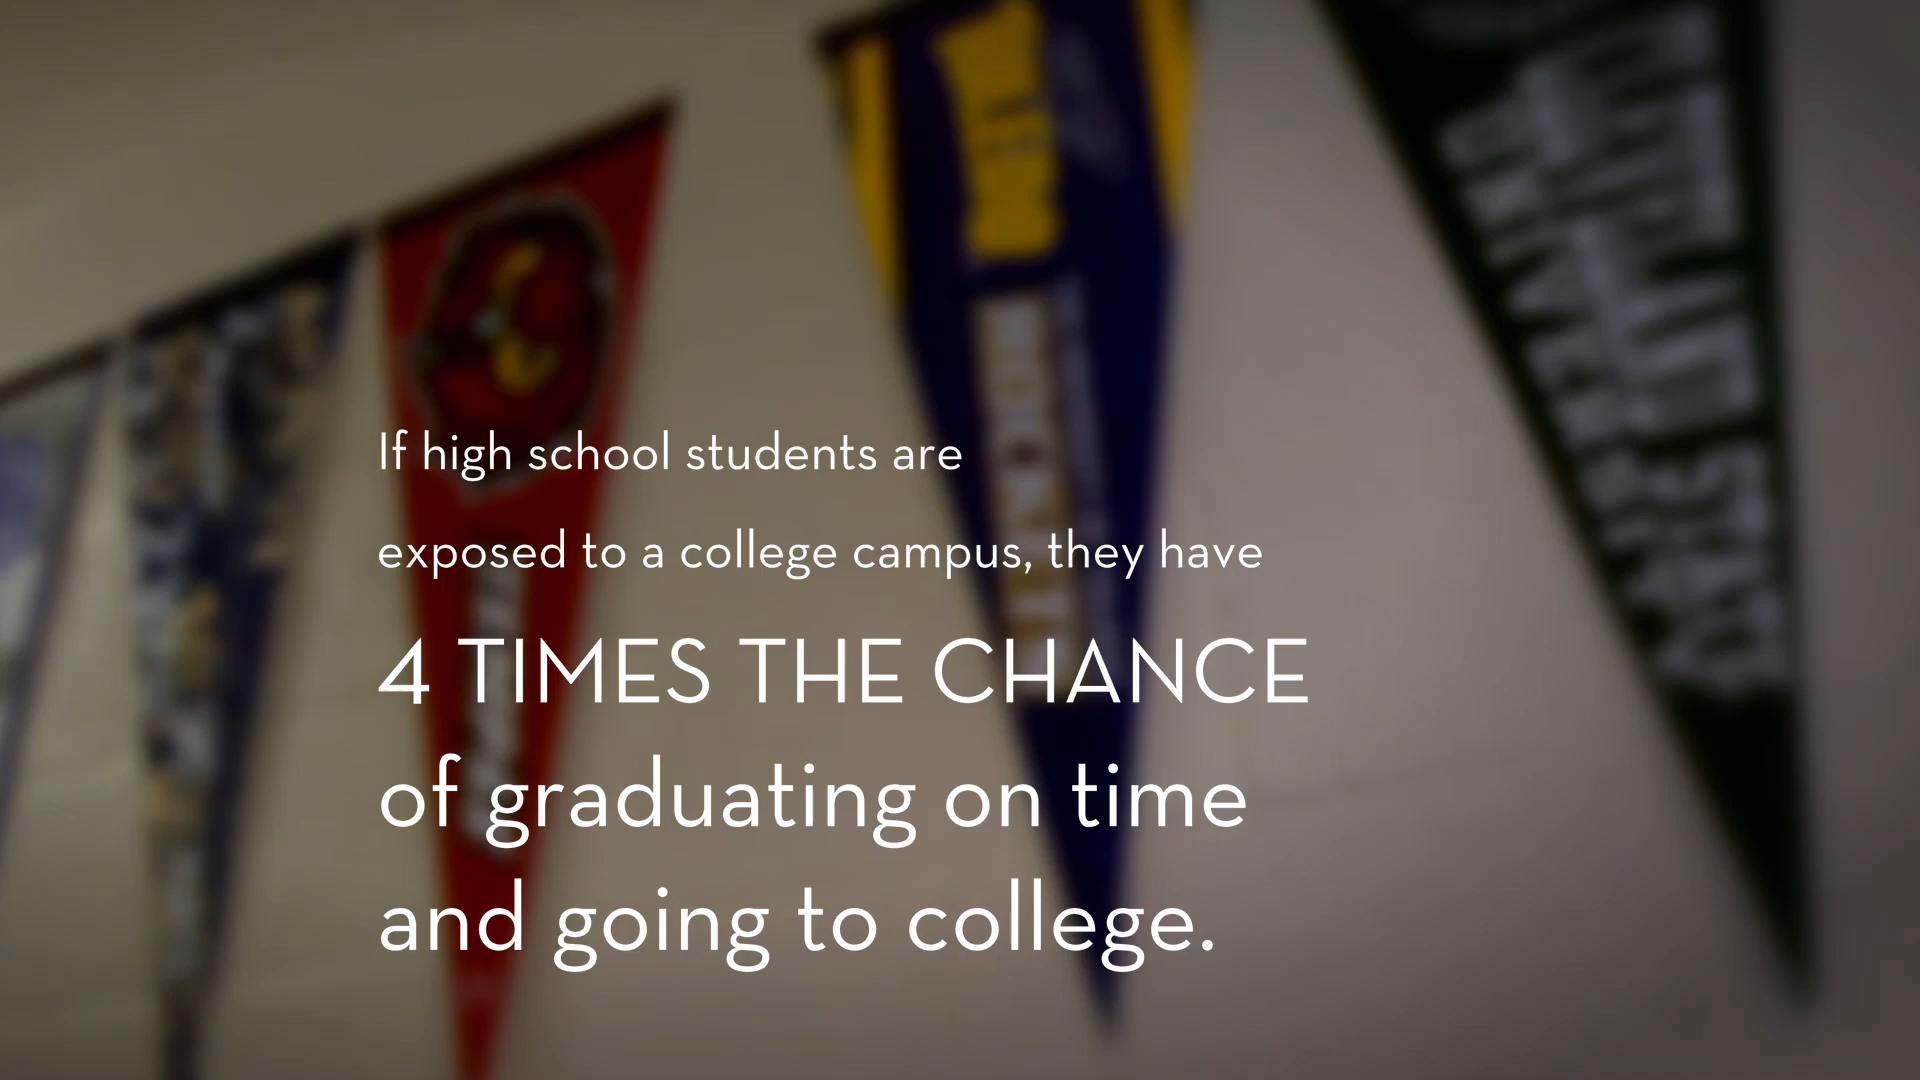 If high school students are
exposed to a college campus, they have
4 TIMES THE CHANCE
of graduating on time
and going to college.